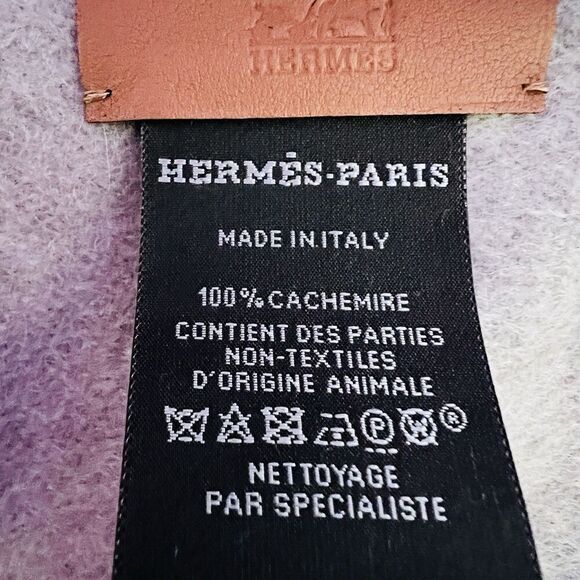 HERMES
HERMÈS-PARIS
MADE IN ITALY
100% CACHEMIRE
CONTIENT DES PARTIES
NON-TEXTILES
D'ORIGINE ANIMALE
P W ®
NETTOYAGE
PAR SPECIALISTE